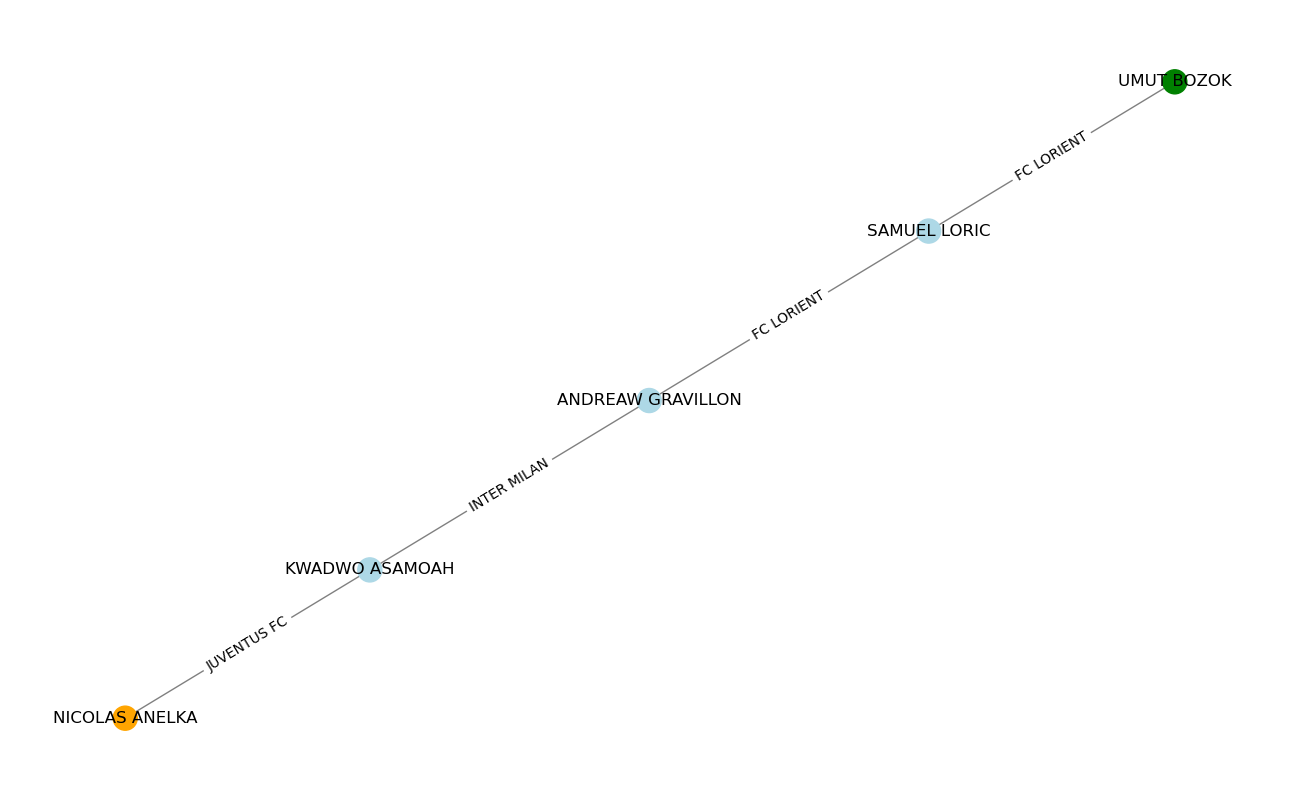 UMUT BOZOK
FC LORIENT
SAMUEL LORIC
FC LORIENT
ANDREAW GRAVILLON
INTER MILAN
KWADWO ASAMOAH
JUVENTUS FC
NICOLAS ANELKA